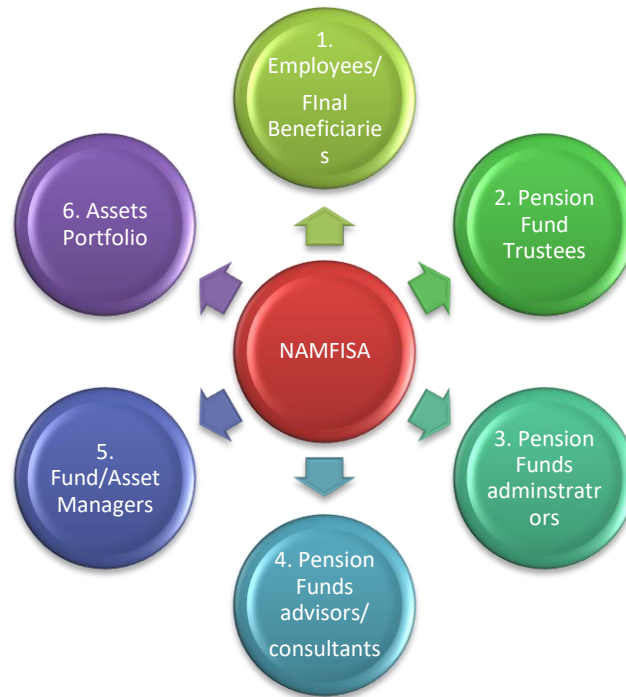 1.
Employees/
FInal
Beneficiarie
s
2. Pension
Fund
Trustees
3. Pension
Funds
adminstratr
ors
4. Pension
Funds
advisors/
consultants
5.
Fund/Asset
Managers
6. Assets
Portfolio
NAMFISA